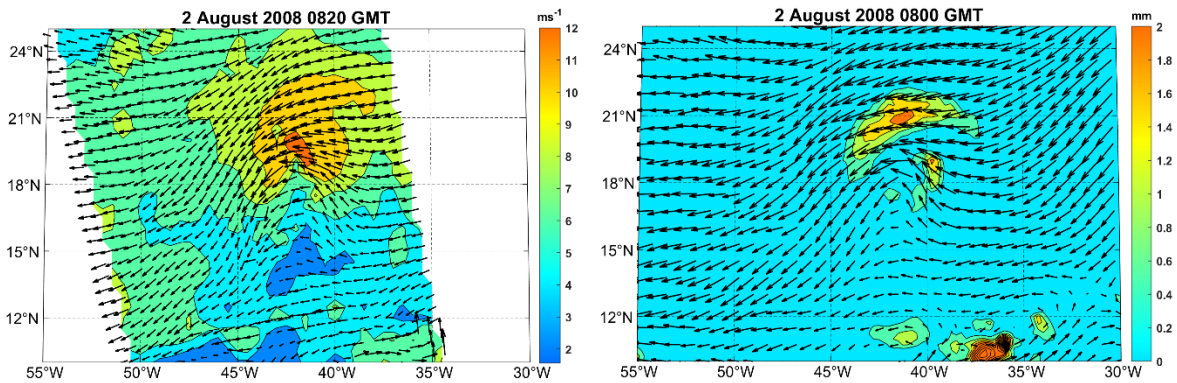 2 August 2008 0820 GMT
ms⁻¹
24°N
21°N
18°N
15°N
12°N
55°W 50°W 45°W 40°W 35°W 30°W
12
11
10
9
8
7
6
5
4
3
2
2 August 2008 0800 GMT
mm
24°N
21°N
18°N
15°N
12°N
55°W 50°W 45°W 40°W 35°W 30°W
2
1.8
1.6
1.4
1.2
1
0.8
0.6
0.4
0.2
0